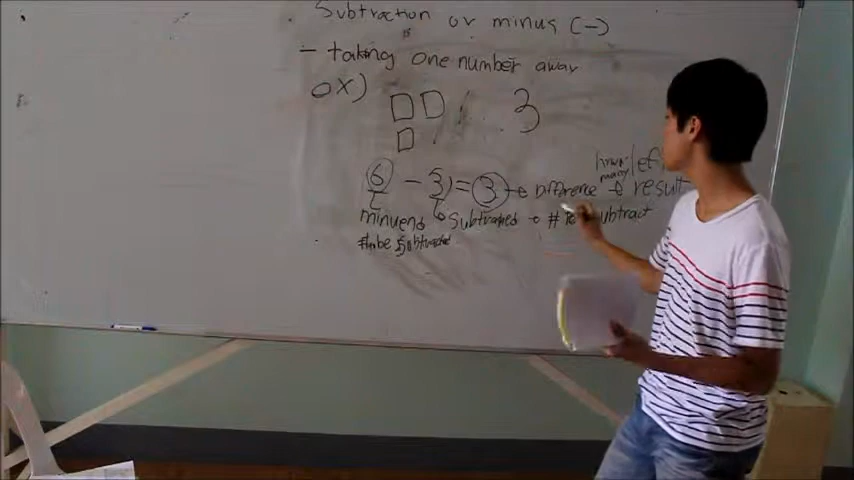 Subtraction or minus (-)
- taking one number away
ex) 3
how many left
6 - 3 = 3 → Difference → result
minuend Subtrahend → # to subtract
# to be subtracted